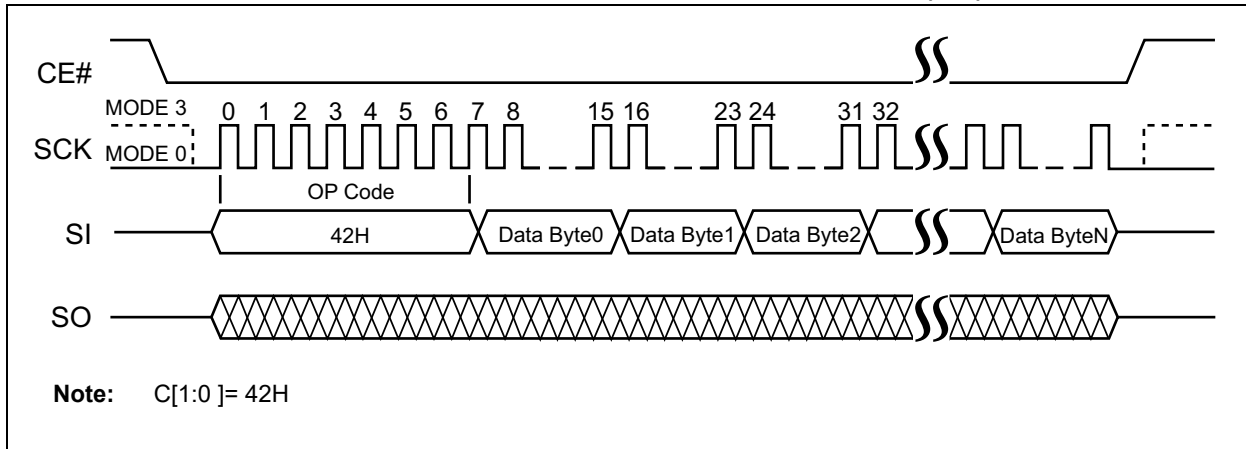 CE#
MODE 3
0 1 2 3 4 5 6 7 8 15 16 23 24 31 32
SCK MODE 0
OP Code
SI 42H Data Byte0 Data Byte1 Data Byte2 Data ByteN
SO
Note: C[1:0 ]= 42H